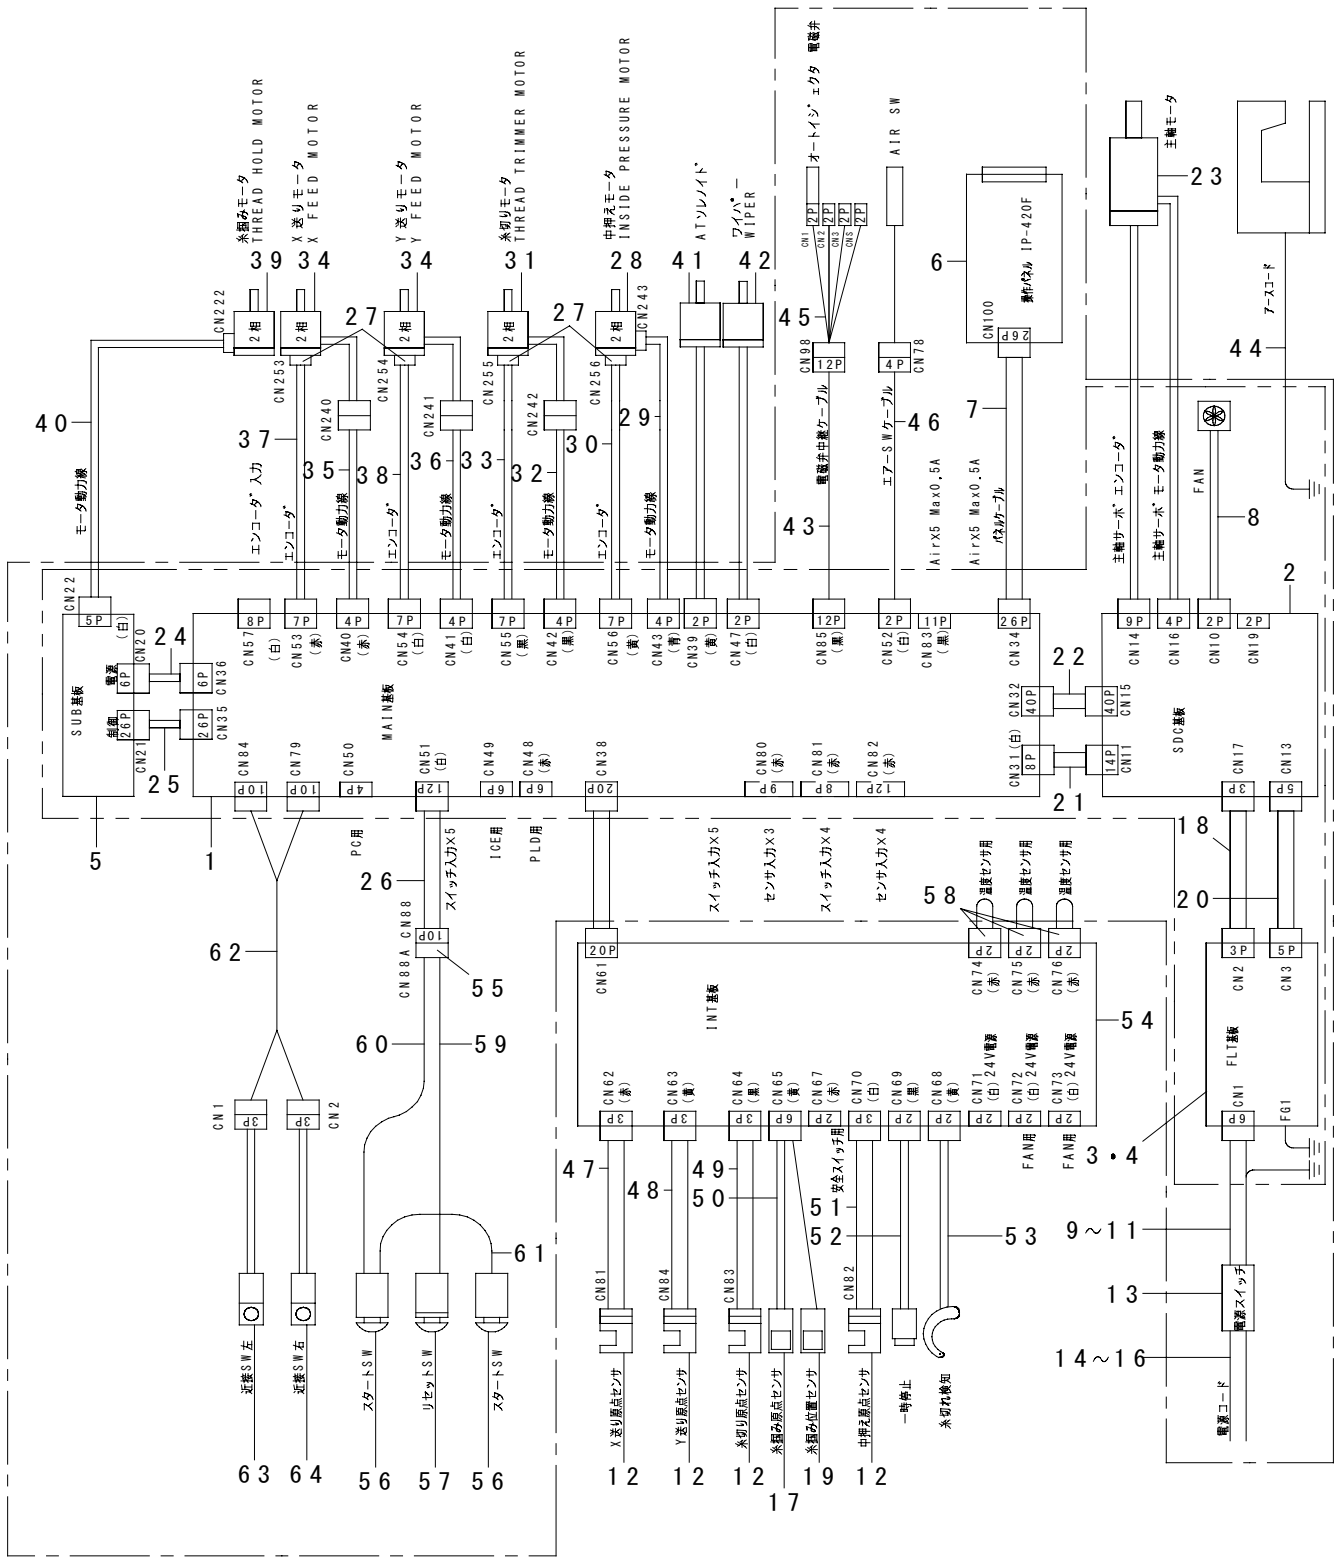 糸掴みモータ
THREAD HOLD MOTOR
39
CN222
2相
X送りモータ
X FEED MOTOR
34
2相
CN253
27
Y送りモータ
Y FEED MOTOR
34
2相
CN254
糸切りモータ
THREAD TRIMMER MOTOR
31
2相
CN255
27
中押えモータ
INSIDE PRESSURE MOTOR
28
CN243
2相
CN256
ATソレノイド
41
ワイパー
WIPER
42
オートイジェクタ 電磁弁
CN1
2P
CN2
2P
CN3
2P
CNS
2P
45
CN98
12P
AIR SW
CN78
4P
6
操作パネル IP-420F
CN100
26P
主軸モータ
23
アースコード
44
40
モータ動力線
37
エンコーダ 入力
エンコーダ
CN240
35
モータ動力線
38
エンコーダ
CN241
36
モータ動力線
33
エンコーダ
CN242
32
モータ動力線
30
エンコーダ
29
モータ動力線
43
電磁弁中継ケーブル
46
エアーSWケーブル
AirX5 Max0,5A
7
AirX5 Max0,5A
パネルケーブル
主軸サーボエンコーダ
主軸サーボモータ動力線
FAN
8
2
CN22
5P
(白)
SUB基板
電源
6P
CN20
24
6P
CN36
制御
26P
CN21
25
26P
CN35
5
MAIN基板
1
8P
CN57
(白)
7P
CN53
(赤)
4P
CN40
(赤)
7P
CN54
(白)
4P
CN41
(白)
7P
CN55
(黒)
4P
CN42
(黒)
7P
CN56
(黄)
4P
CN43
(青)
2P
CN39
(黄)
2P
CN47
(白)
12P
CN85
(黒)
2P
CN52
(白)
11P
CN83
(黒)
26P
CN34
CN32
40P
22
40P
CN15
CN31(白)
8P
21
14P
CN11
SDC基板
9P
CN14
4P
CN16
2P
CN10
2P
CN19
CN17
3P
CN13
5P
CN84
10P
CN79
10P
CN50
4P
PC用
CN51
(白)
12P
CN49
6P
ICE用
CN48
(赤)
6P
PLD用
CN38
20P
CN80
(赤)
9P
CN81
(赤)
8P
CN82
(赤)
12P
26
スイッチ入力×5
スイッチ入力×5
センサ入力×3
スイッチ入力×4
センサ入力×4
18
20
62
CN88A CN88
10P
55
60
59
CN1
3P
CN2
3P
61
近接SW左
63
近接SW右
64
スタートSW
56
リセットSW
57
スタートSW
56
20P
CN61
INT基板
58
温度センサ用
温度センサ用
温度センサ用
2P
CN74
(赤)
2P
CN75
(赤)
2P
CN76
(赤)
54
CN62
(赤)
3P
CN63
(黄)
3P
CN64
(黒)
3P
CN65
(黄)
6P
CN67
(赤)
2P
安全スイッチ用
CN70
(白)
3P
CN69
(黒)
2P
CN68
(黄)
2P
CN71
(白)24V電源
2P
CN72
(白)24V電源
2P
FAN用
CN73
(白)24V電源
2P
FAN用
47
48
49
50
51
52
53
CN81
CN84
CN83
CN82
X送り原点センサ
12
Y送り原点センサ
12
糸切り原点センサ
12
糸掴み原点センサ
17
糸掴み位置センサ
19
中押え原点センサ
12
一時停止
糸切れ検知
3P
CN2
5P
CN3
FLT基板
CN1
6P
FG1
3・4
9～11
13
電源スイッチ
14～16
電源コード